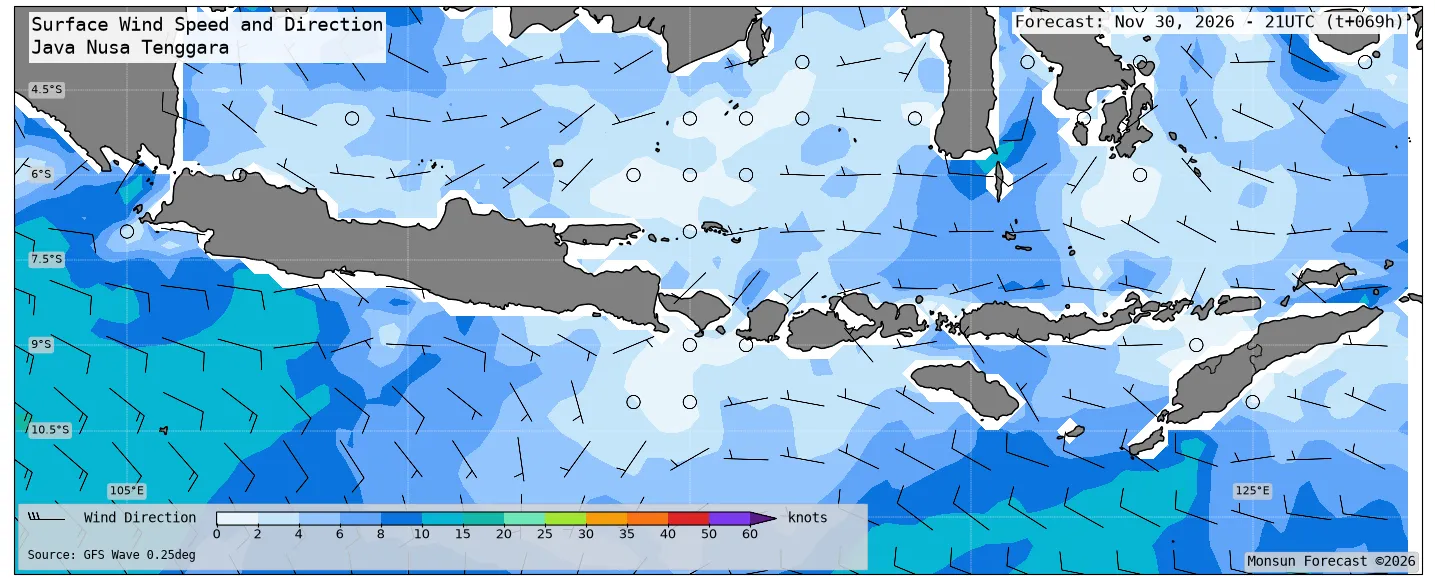 Surface Wind Speed and Direction
Java Nusa Tenggara
Forecast: Nov 30, 2026 - 21UTC (t+069h)
4.5°S
6°S
7.5°S
9°S
10.5°S
105°E
125°E
Wind Direction
0 2 4 6 8 10 15 20 25 30 35 40 50 60
knots
Source: GFS Wave 0.25deg
Monsun Forecast ©2026